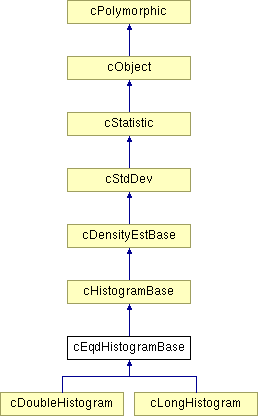 cPolymorphic
cObject
cStatistic
cStdDev
cDensityEstBase
cHistogramBase
cEqdHistogramBase
cDoubleHistogram
cLongHistogram